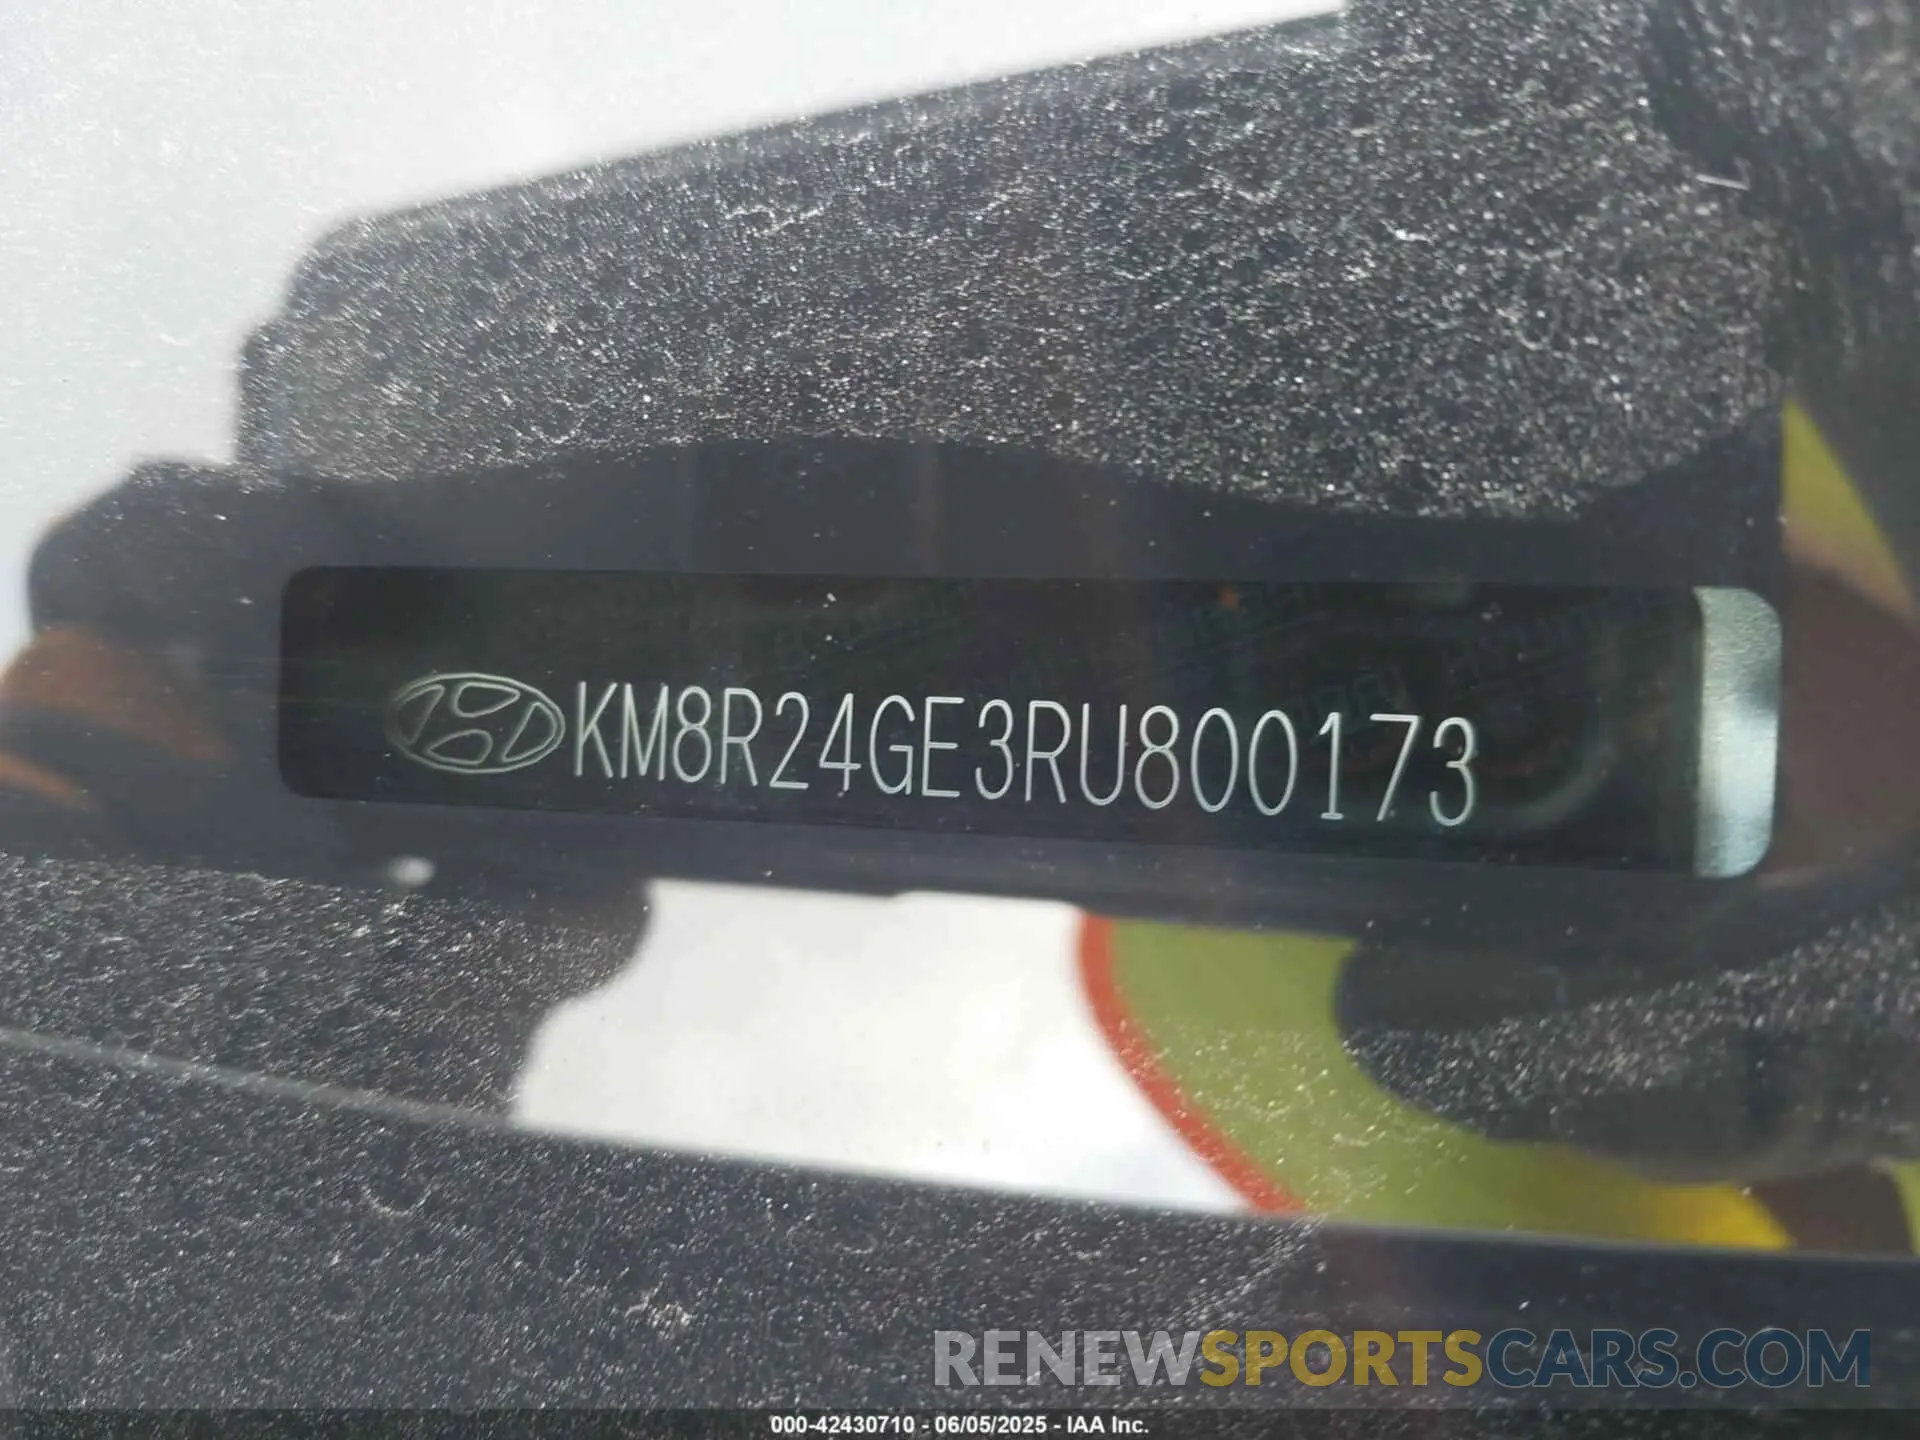 KM8R24GE3RU800173
RENEWSPORTSCARS.COM
000-42430710 - 06/05/2025 - IAA Inc.